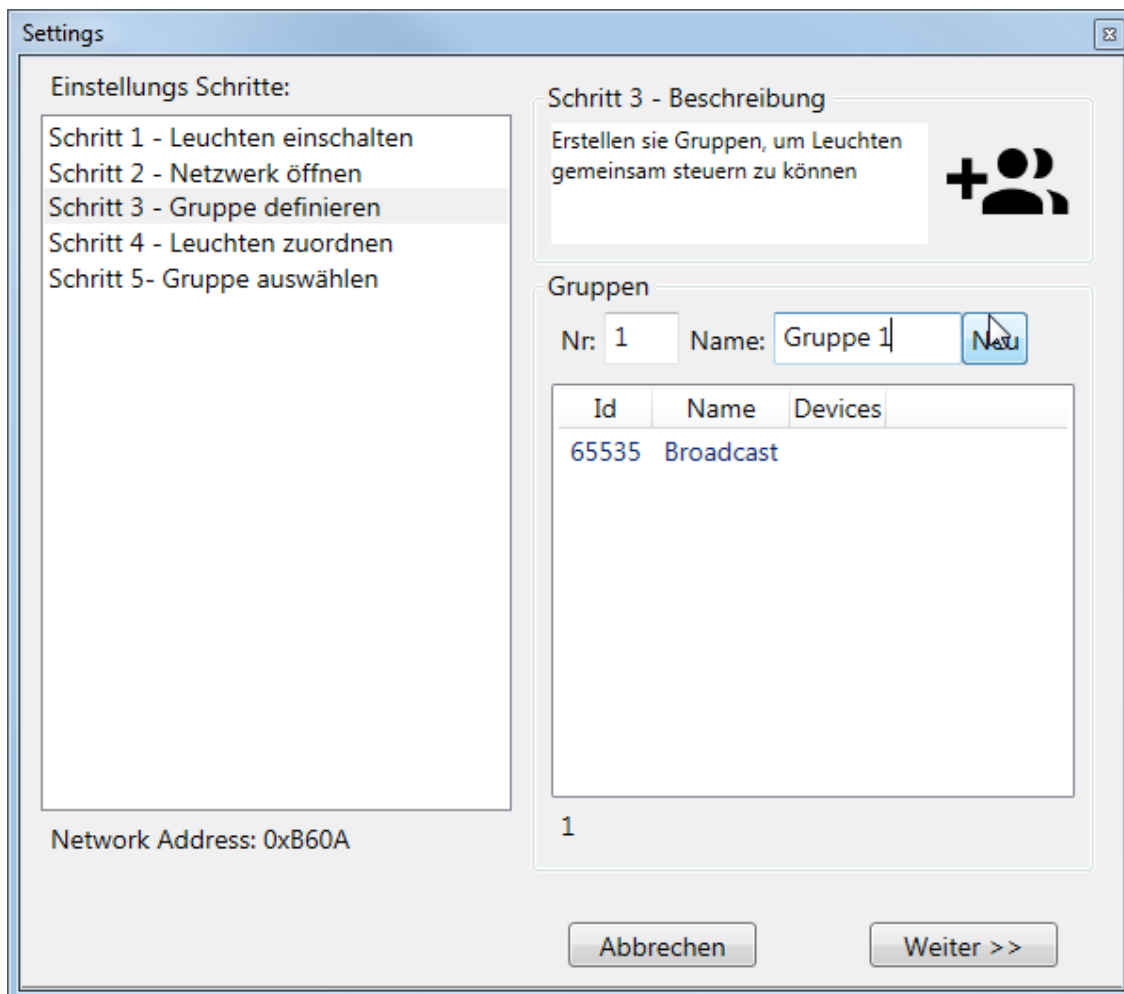 Settings
Einstellungs Schritte:
Schritt 1 - Leuchten einschalten
Schritt 2 - Netzwerk öffnen
Schritt 3 - Gruppe definieren
Schritt 4 - Leuchten zuordnen
Schritt 5- Gruppe auswählen
Network Address: 0xB60A
Schritt 3 - Beschreibung
Erstellen sie Gruppen, um Leuchten
gemeinsam steuern zu können
Gruppen
Nr: 1 Name: Gruppe 1 Neu
Id Name Devices
65535 Broadcast
1
Abbrechen Weiter >>